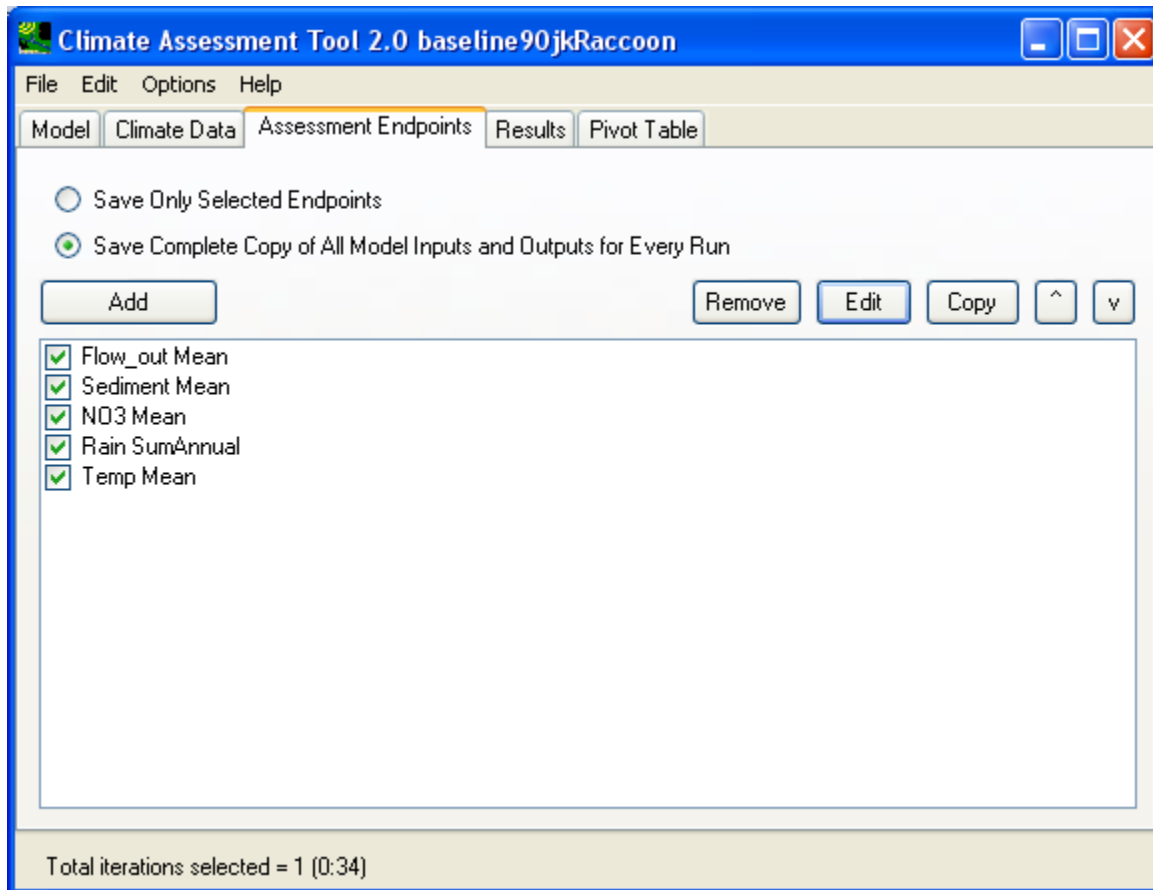 Climate Assessment Tool 2.0 baseline90jkRaccoon
File Edit Options Help
Model Climate Data Assessment Endpoints Results Pivot Table
Save Only Selected Endpoints
Save Complete Copy of All Model Inputs and Outputs for Every Run
Add Remove Edit Copy ^ v
Flow_out Mean
Sediment Mean
NO3 Mean
Rain SumAnnual
Temp Mean
Total iterations selected = 1 (0:34)